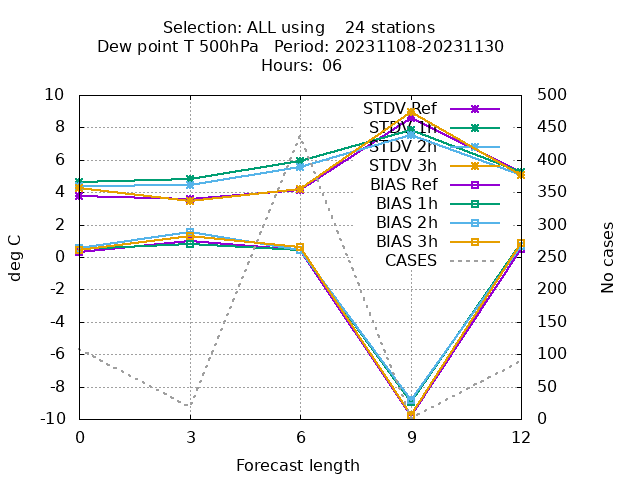 Selection: ALL using    24 stations
Dew point T 500hPa   Period: 20231108-20231130
Hours: 06
10
8
6
4
2
0
-2
-4
-6
-8
-10
deg C
STDV Ref
STDV 1h
STDV 2h
STDV 3h
BIAS Ref
BIAS 1h
BIAS 2h
BIAS 3h
CASES
500
450
400
350
300
250
200
150
100
50
0
No cases
0 3 6 9 12
Forecast length